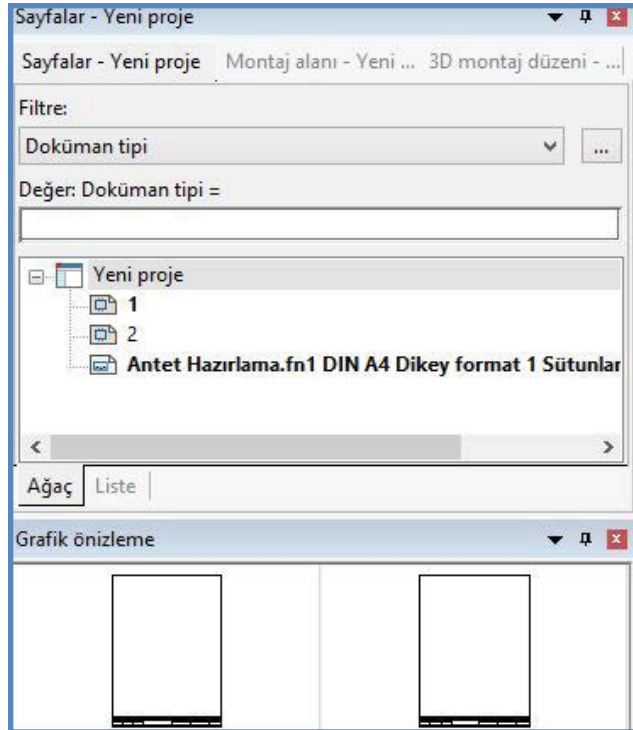 Sayfalar - Yeni proje
Sayfalar - Yeni proje Montaj alanı - Yeni ... 3D montaj düzeni - ...
Filtre:
Doküman tipi ...
Değer: Doküman tipi =
Yeni proje
1
2
Antet Hazırlama.fn1 DIN A4 Dikey format 1 Sütunlar
Ağaç Liste
Grafik önizleme